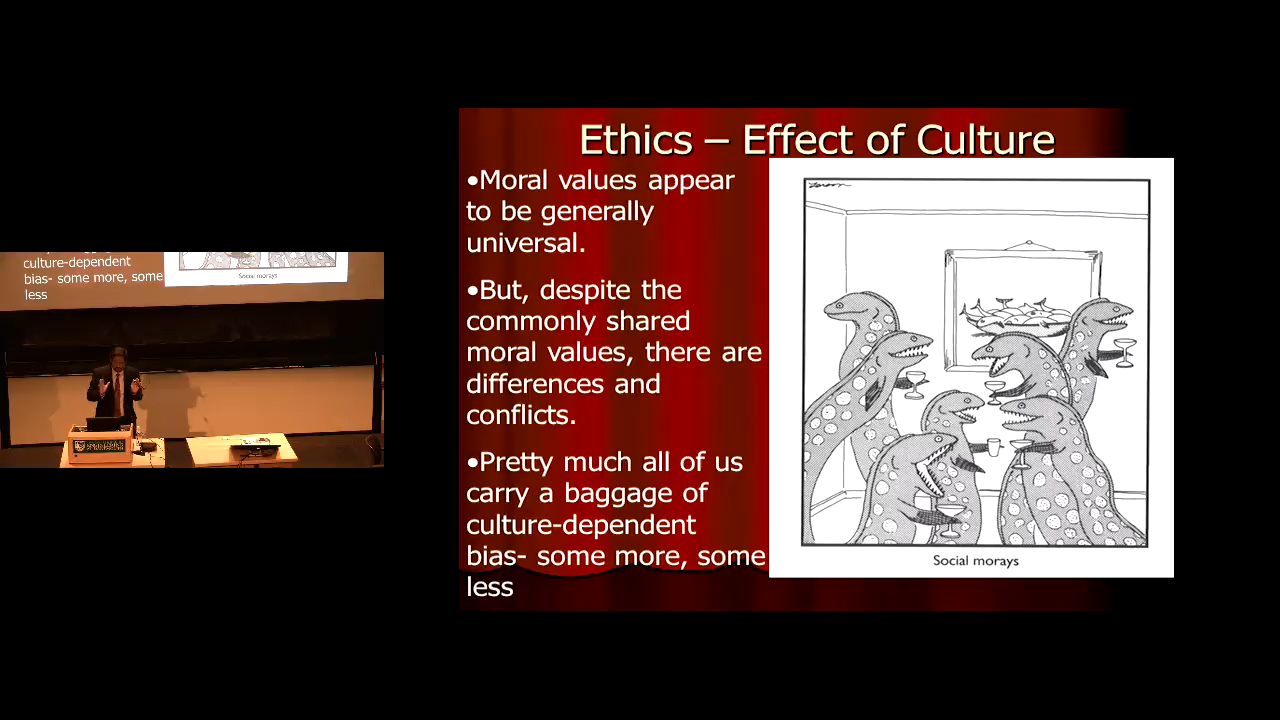 Ethics – Effect of Culture
•Moral values appear
to be generally
universal.
•But, despite the
commonly shared
moral values, there are
differences and
conflicts.
•Pretty much all of us
carry a baggage of
culture-dependent
bias- some more, some
less
Social morays
culture-dependent
bias- some more, some
less
Social morays